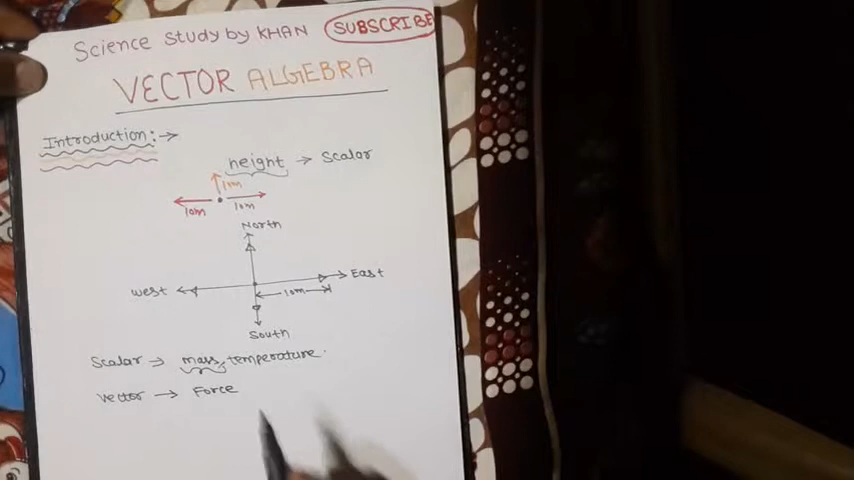 Science Study by KHAN SUBSCRIBE
VECTOR ALGEBRA
Introduction:→
height → Scalar
10m
10m 10m
North
West East
10m
South
Scalar → mass, temperature.
Vector → Force